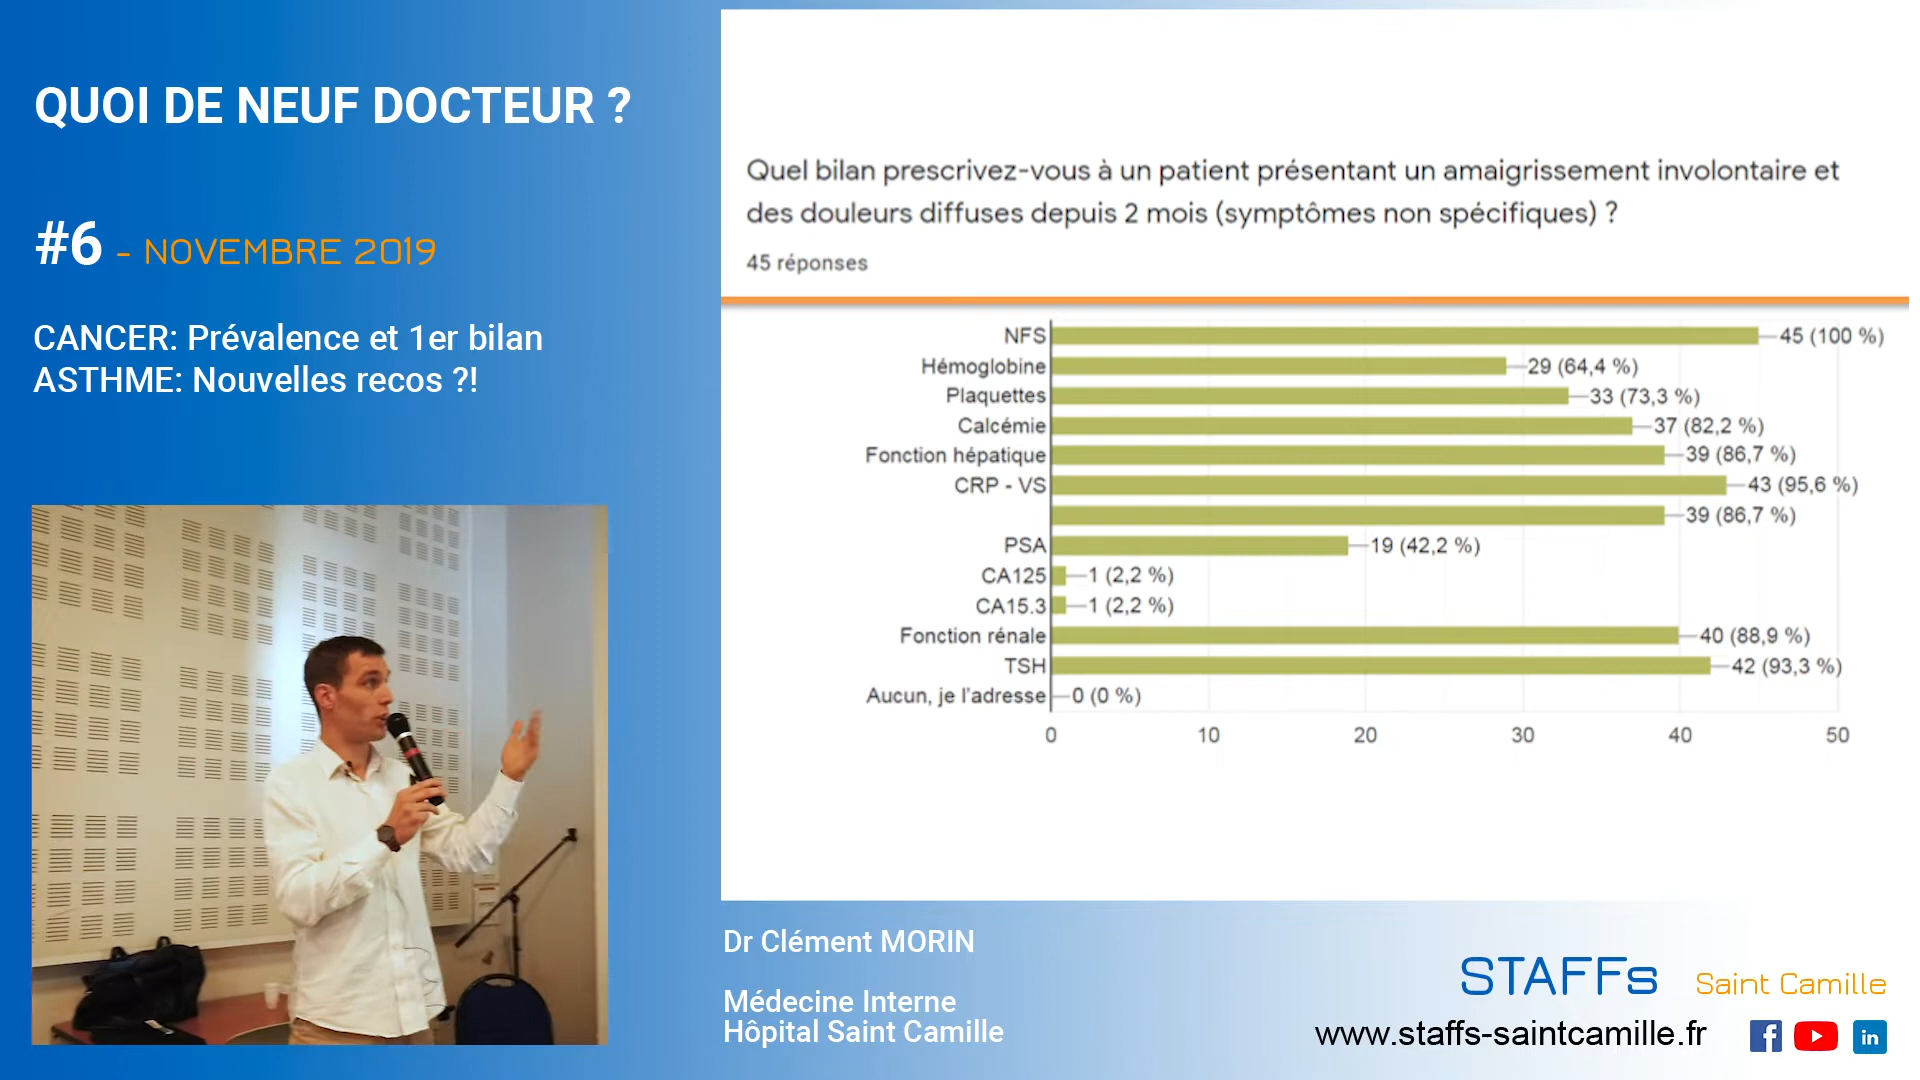 QUOI DE NEUF DOCTEUR ?
#6 - NOVEMBRE 2019
CANCER: Prévalence et 1er bilan
ASTHME: Nouvelles recos ?!
Quel bilan prescrivez-vous à un patient présentant un amaigrissement involontaire et
des douleurs diffuses depuis 2 mois (symptômes non spécifiques) ?
45 réponses
NFS 45 (100 %)
Hémoglobine 29 (64,4 %)
Plaquettes 33 (73,3 %)
Calcémie 37 (82,2 %)
Fonction hépatique 39 (86,7 %)
CRP - VS 43 (95,6 %)
39 (86,7 %)
PSA 19 (42,2 %)
CA125 1 (2,2 %)
CA15.3 1 (2,2 %)
Fonction rénale 40 (88,9 %)
TSH 42 (93,3 %)
Aucun, je l'adresse 0 (0 %)
0 10 20 30 40 50
Dr Clément MORIN
Médecine Interne
Hôpital Saint Camille
STAFFs Saint Camille
www.staffs-saintcamille.fr
f
in